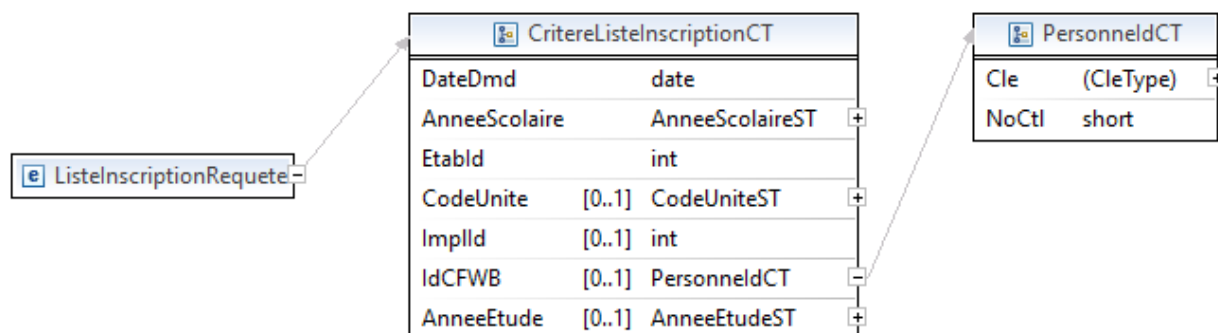 ListeInscriptionRequete
CritereListeInscriptionCT
DateDmd date
AnneeScolaire AnneeScolaireST
EtabId int
CodeUnite [0..1] CodeUniteST
ImplId [0..1] int
IdCFWB [0..1] PersonneIdCT
AnneeEtude [0..1] AnneeEtudeST
PersonneIdCT
Cle (CleType)
NoCtl short